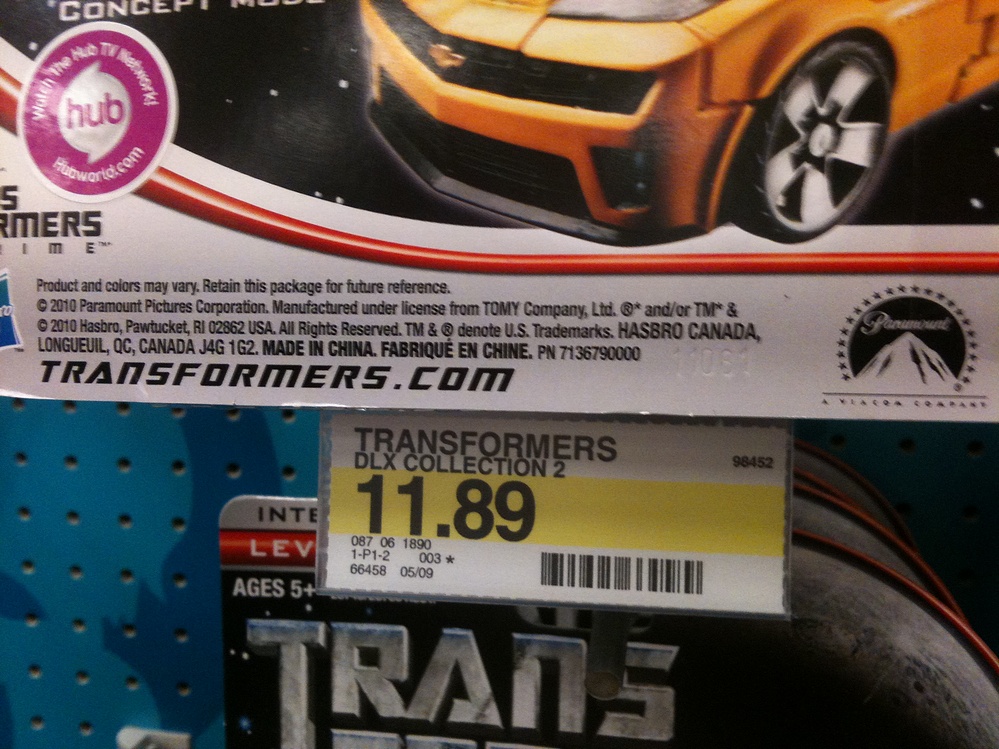 CONCEPT
Watch The Hub TV Network!
hub
Hubworld.com
Product and colors may vary. Retain this package for future reference.
© 2010 Paramount Pictures Corporation. Manufactured under license from TOMY Company, Ltd. ®* and/or TM* &
© 2010 Hasbro, Pawtucket, RI 02862 USA. All Rights Reserved. TM & ® denote U.S. Trademarks. HASBRO CANADA,
LONGUEUIL, QC, CANADA J4G 1G2. MADE IN CHINA. FABRIQUÉ EN CHINE. PN 7136790000
TRANSFORMERS.COM
Paramount
®
A VIACOM COMPANY
TRANSFORMERS
DLX COLLECTION 2
98452
11.89
087 06 1890
1-P1-2 003 *
66458 05/09
INTE
LEV
AGES 5+
TRANS